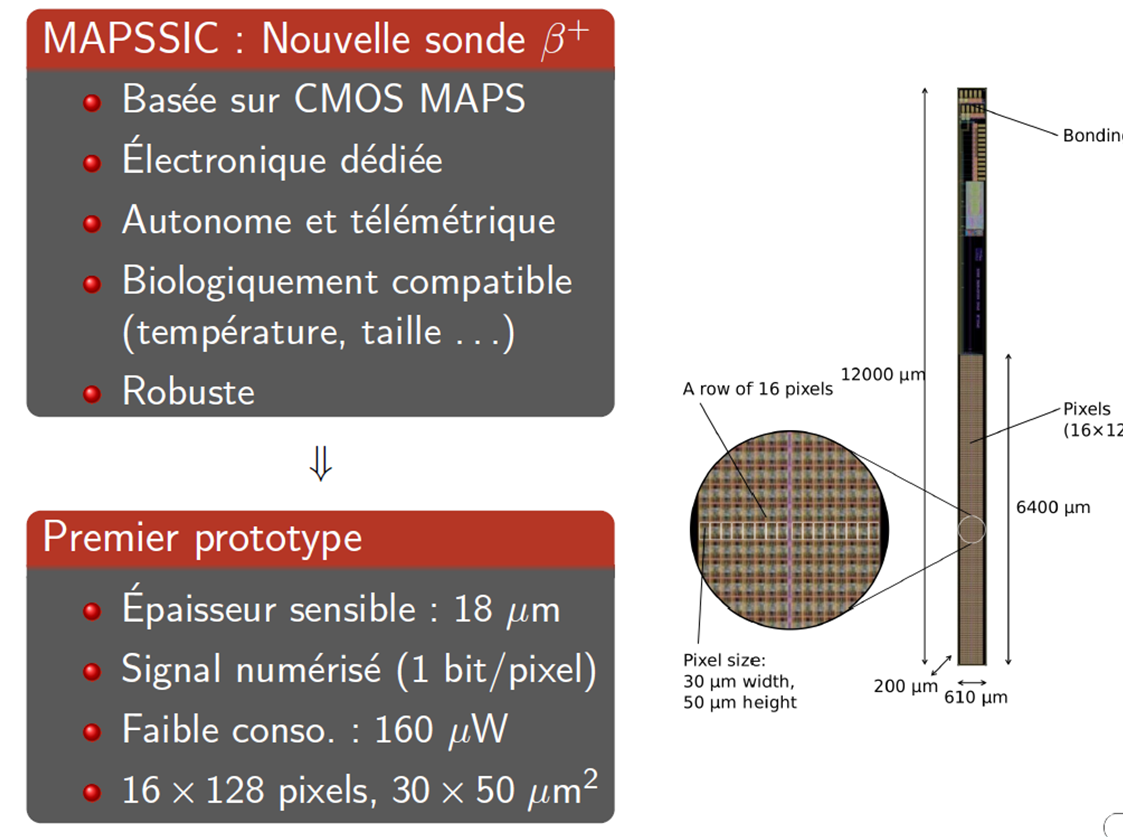 MAPSSIC : Nouvelle sonde β⁺
Basée sur CMOS MAPS
Électronique dédiée
Autonome et télémétrique
Biologiquement compatible
(température, taille . . .)
Robuste
⇓
Premier prototype
Épaisseur sensible : 18 μm
Signal numérisé (1 bit/pixel)
Faible conso. : 160 μW
16 × 128 pixels, 30 × 50 μm²
Bonding
12000 μm
A row of 16 pixels
Pixels
(16×12
6400 μm
Pixel size:
30 μm width,
50 μm height
200 μm
610 μm